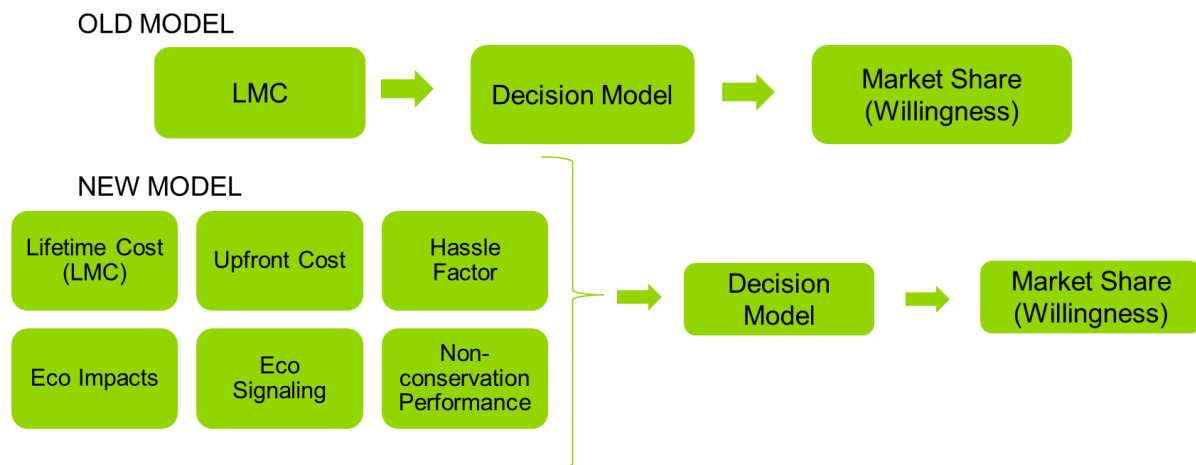 OLD MODEL
LMC
Decision Model
Market Share
(Willingness)
NEW MODEL
Lifetime Cost
(LMC)
Upfront Cost
Hassle
Factor
Eco Impacts
Eco
Signaling
Non-
conservation
Performance
Decision
Model
Market Share
(Willingness)